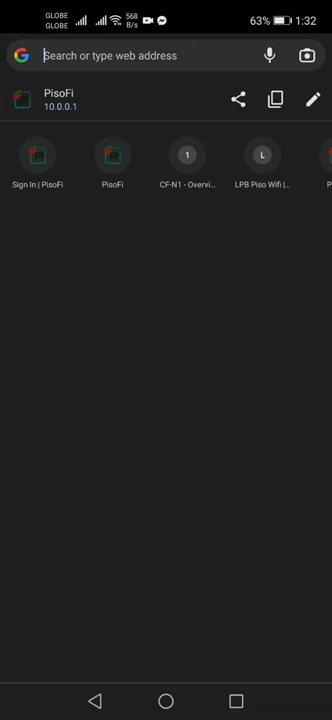 GLOBE
GLOBE
568
B/s
63%
1:32
Search or type web address
PisoFi
10.0.0.1
1
L
Sign In | PisoFi
PisoFi
CF-N1 - Overvi...
LPB Piso Wifi |...
P